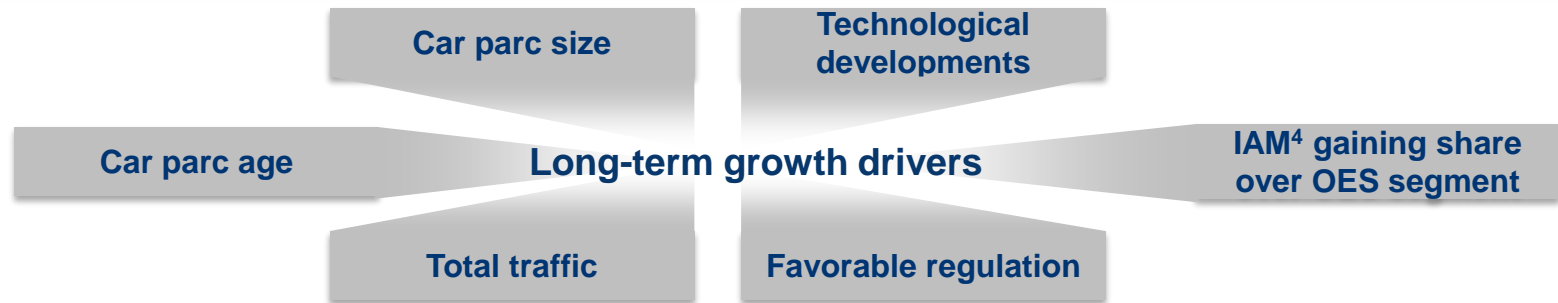 Car parc size
Technological
developments
Car parc age
Long-term growth drivers
IAM⁴ gaining share
over OES segment
Total traffic
Favorable regulation